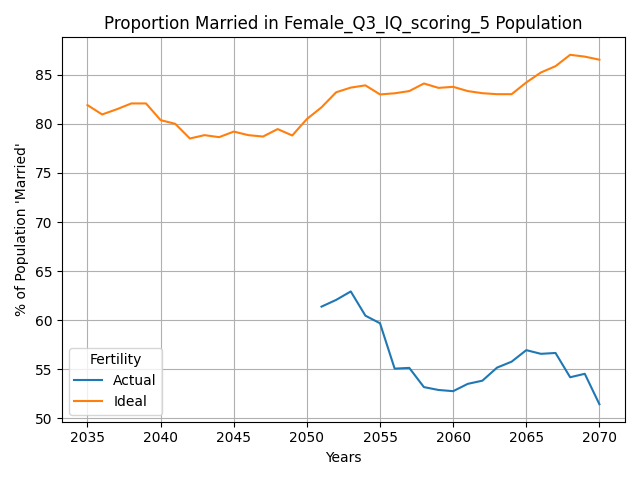 Proportion Married in Female_Q3_IQ_scoring_5 Population
% of Population 'Married'
85
80
75
70
65
60
55
50
Fertility
Actual
Ideal
2035 2040 2045 2050 2055 2060 2065 2070
Years